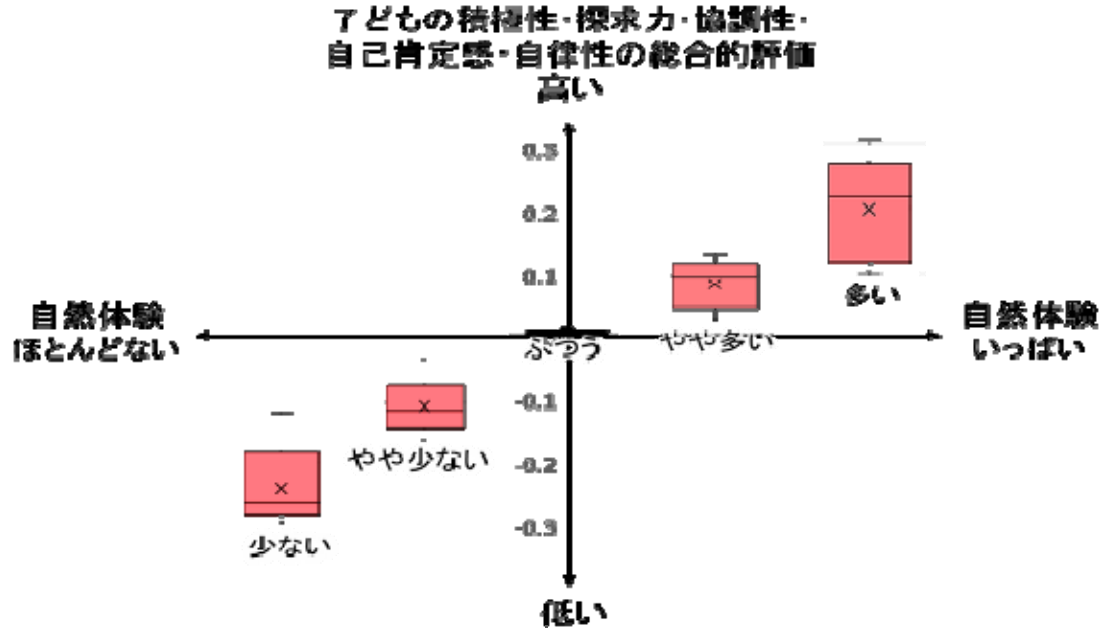 子どもの積極性・探求力・協調性・
自己肯定感・自律性の総合的評価
高い
0.3
0.2
0.1
多い
自然体験
ほとんどない
自然体験
いっぱい
ふつう
やや多い
-0.1
やや少ない
-0.2
-0.3
少ない
低い